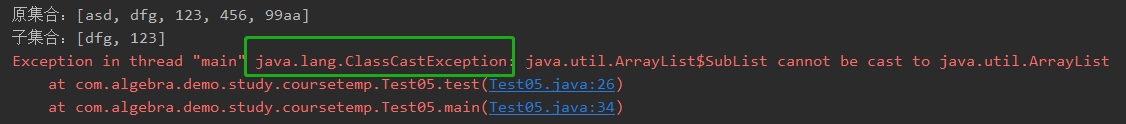 原集合：[asd, dfg, 123, 456, 99aa]
子集合：[dfg, 123]
Exception in thread "main" java.lang.ClassCastException: java.util.ArrayList$SubList cannot be cast to java.util.ArrayList
at com.algebra.demo.study.coursetemp.Test05.test(Test05.java:26)
at com.algebra.demo.study.coursetemp.Test05.main(Test05.java:34)